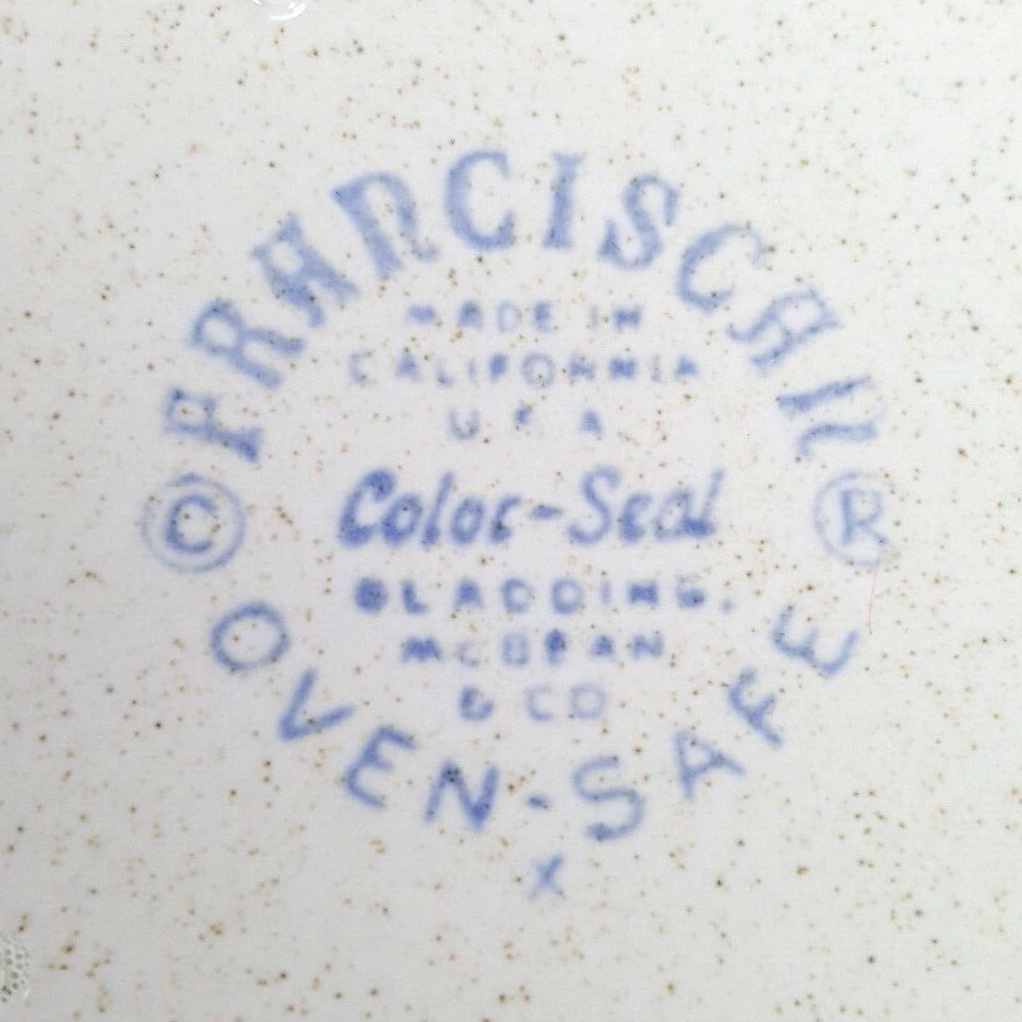 FRANCISCAN
MADE IN
CALIFORNIA
U S A
© Color-Seal ®
GLADDING,
McBEAN
& CO
OVEN-SAFE
X